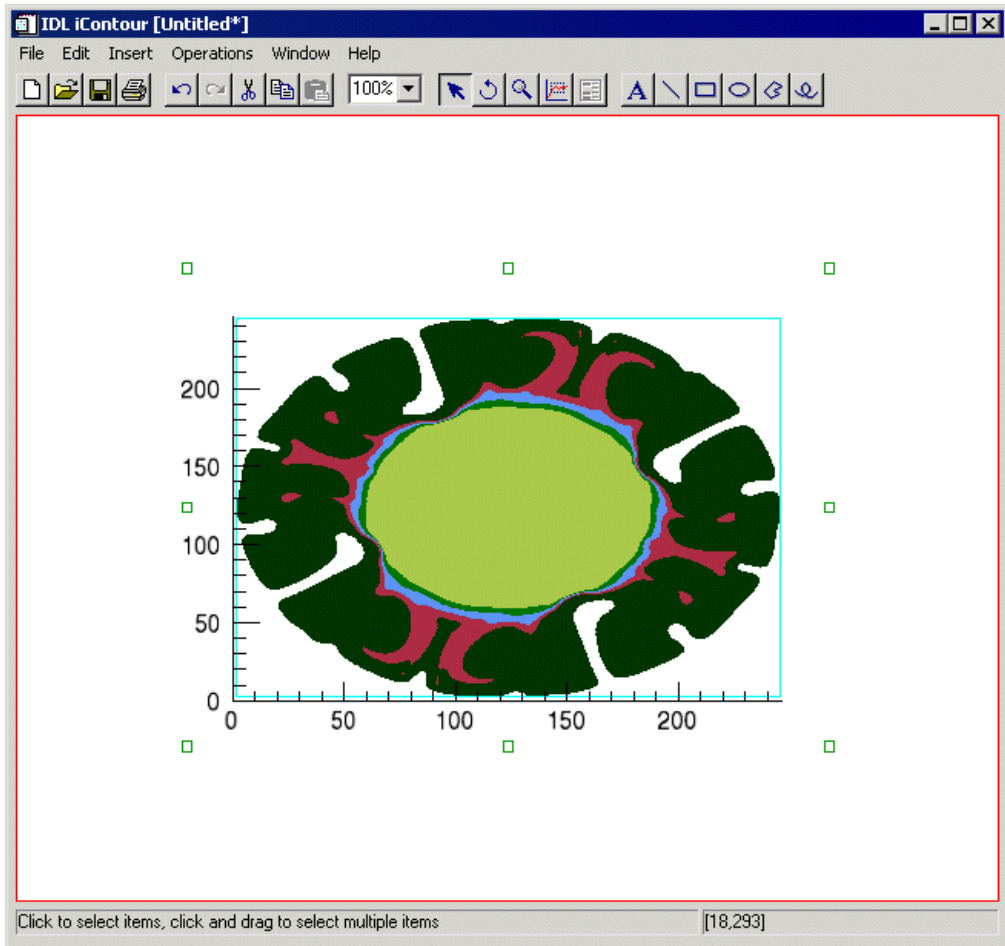 IDL iContour [Untitled*]
File Edit Insert Operations Window Help
100%
A
200
150
100
50
0
0 50 100 150 200
Click to select items, click and drag to select multiple items [18,293]